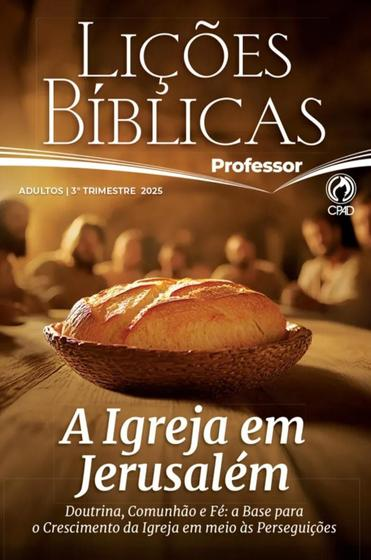 LIÇÕES
BÍBLICAS
Professor
ADULTOS | 3º TRIMESTRE 2025
CPAD
A Igreja em
Jerusalém
Doutrina, Comunhão e Fé: a Base para
o Crescimento da Igreja em meio às Perseguições